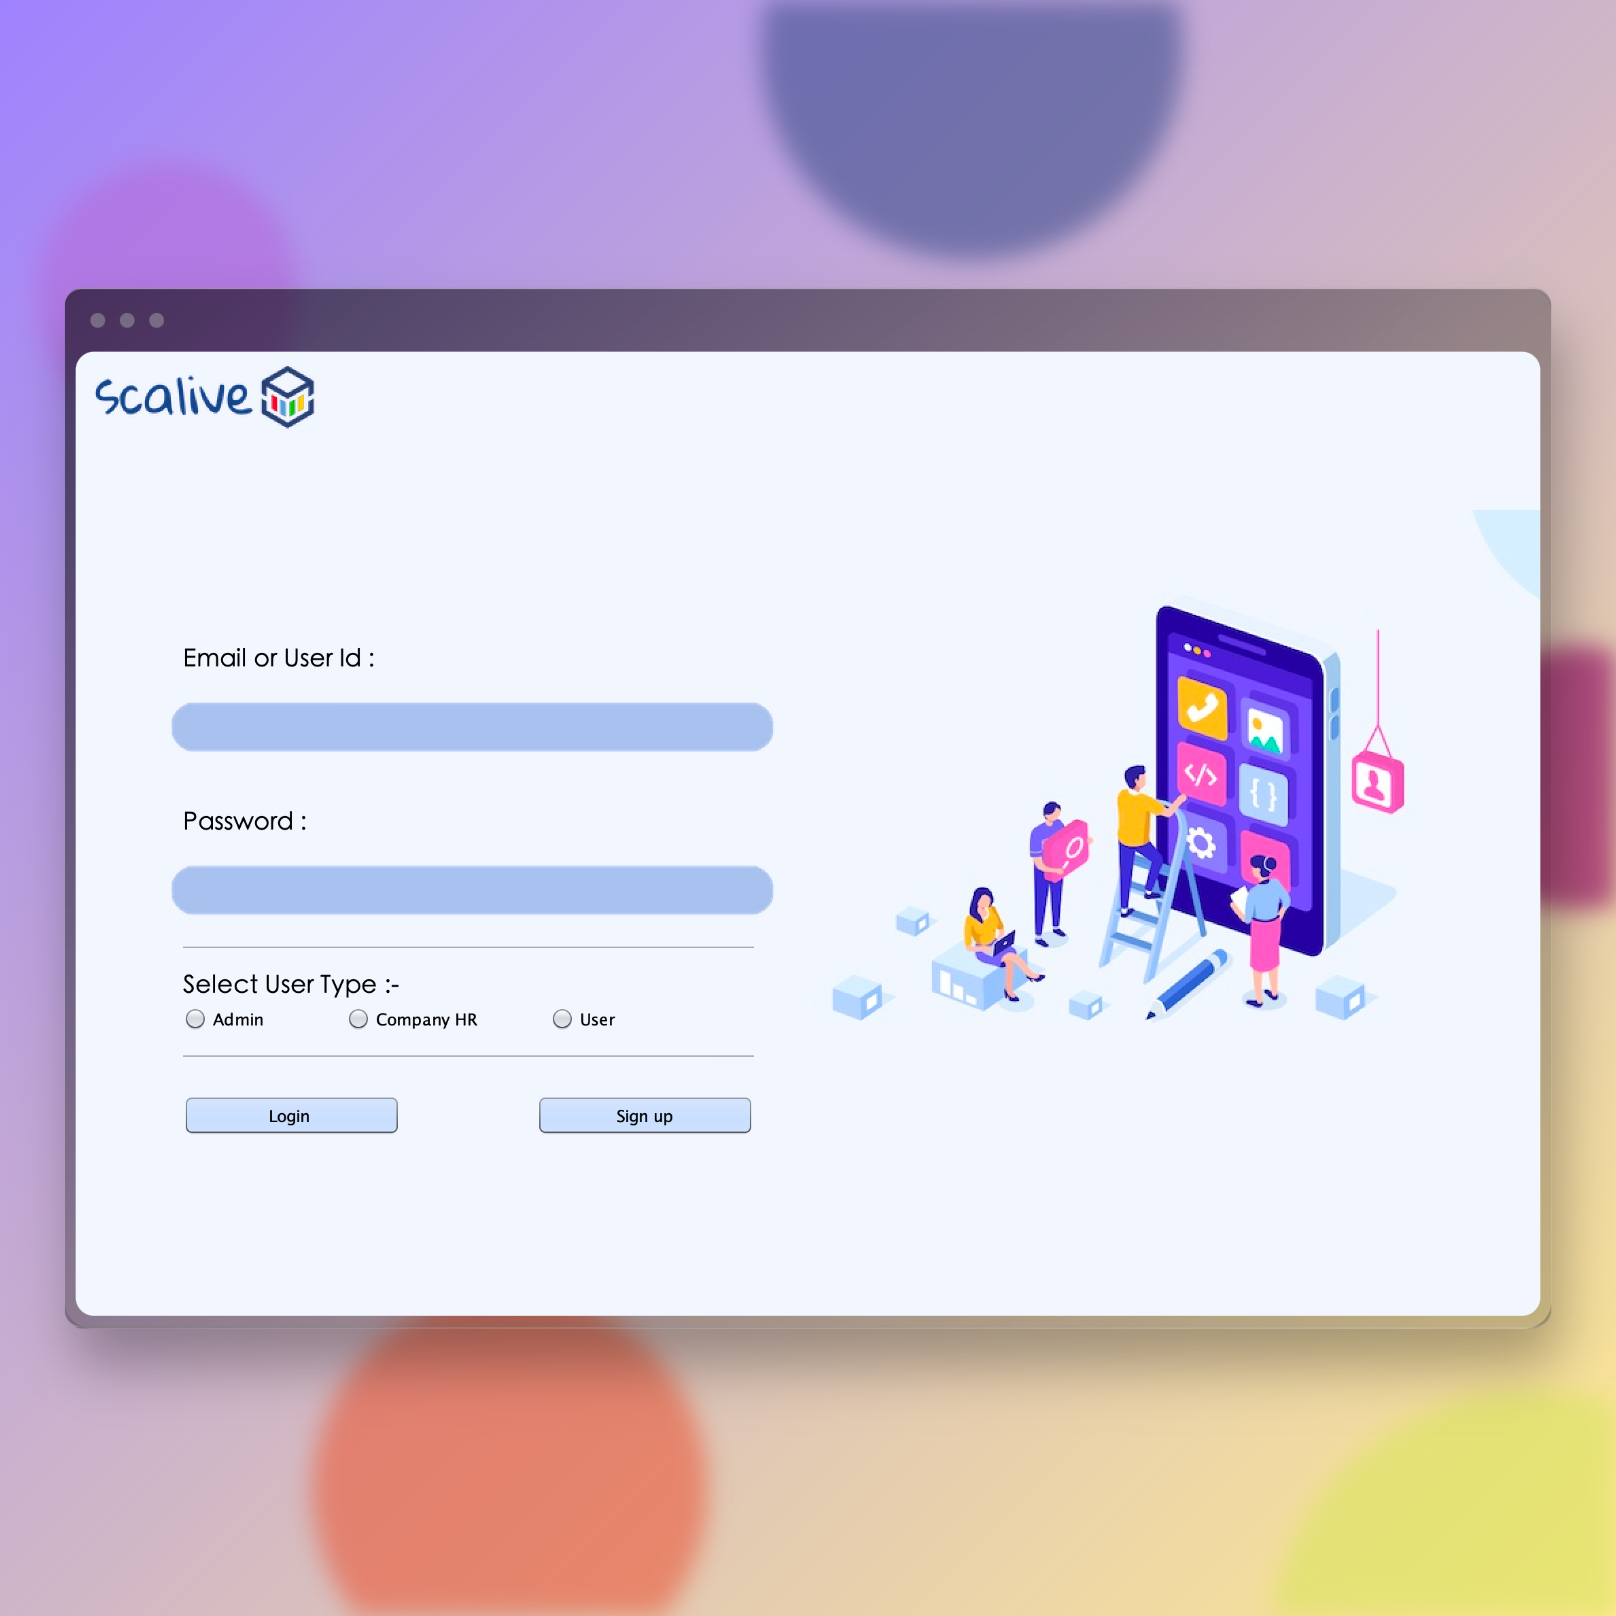 scalive
Email or User Id :
Password :
Select User Type :-
Admin Company HR User
Login Sign up